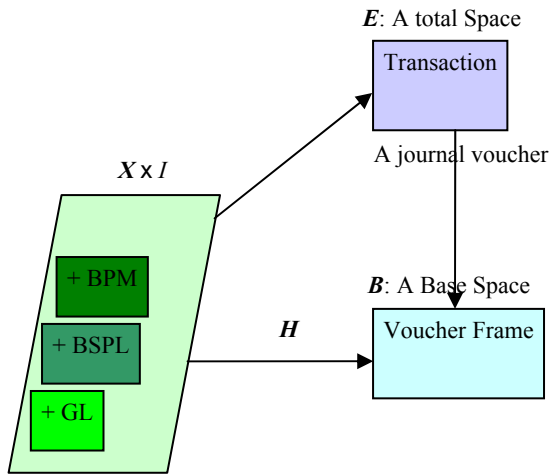 E: A total Space
Transaction
A journal voucher
X x I
+ BPM
+ BSPL
+ GL
H
B: A Base Space
Voucher Frame